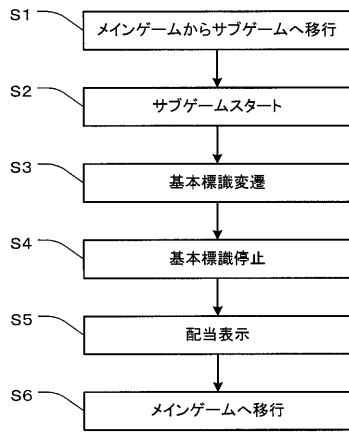 S1
メインゲームからサブゲームへ移行
S2
サブゲームスタート
S3
基本標識変遷
S4
基本標識停止
S5
配当表示
S6
メインゲームへ移行